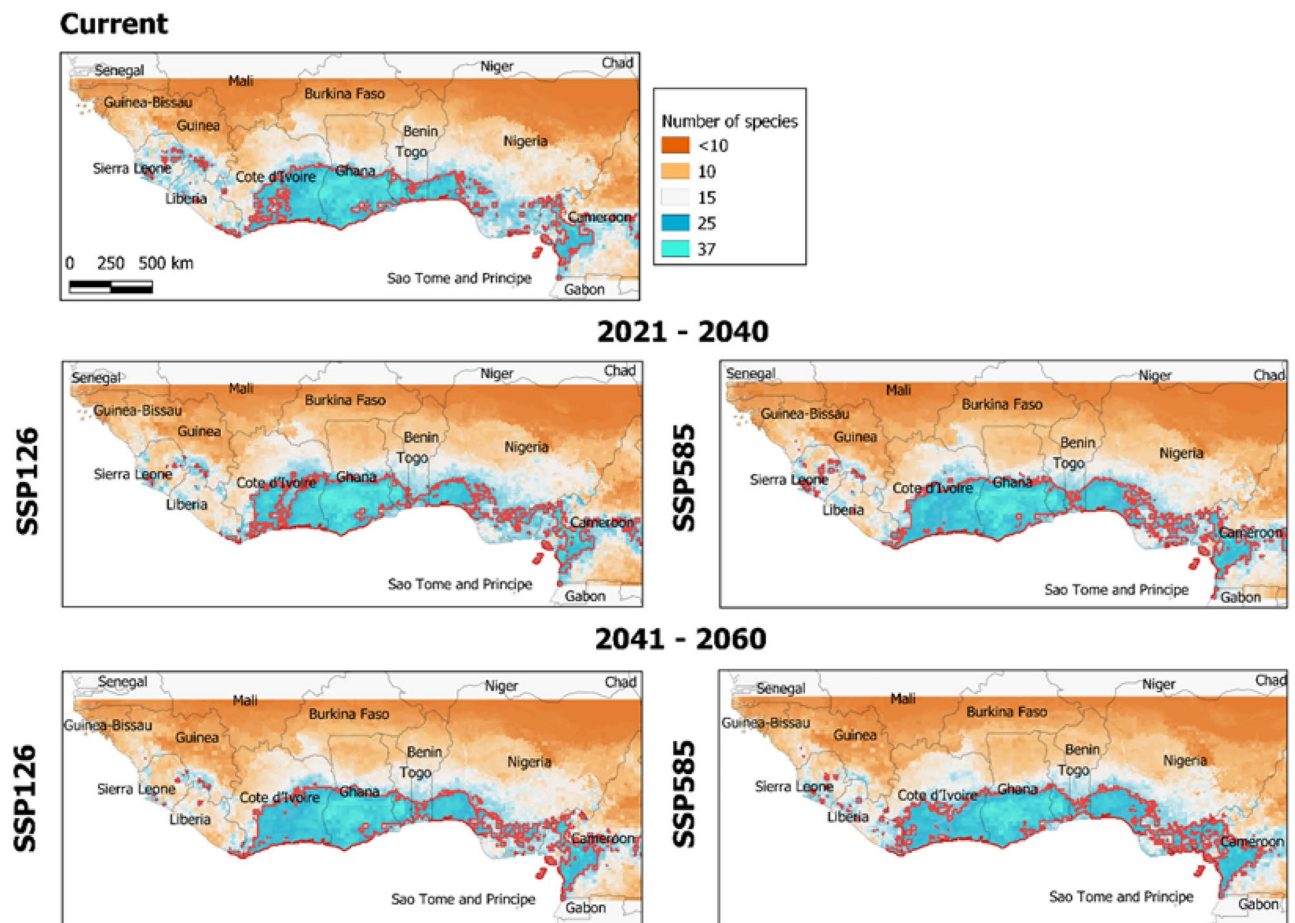 Current
Senegal
Niger
Chad
Mali
Burkina Faso
Guinea-Bissau
Guinea
Benin
Nigeria
Togo
Sierra Leone
Cote d'Ivoire
Ghana
Liberia
Cameroon
0 250 500 km
Sao Tome and Principe
Gabon
Number of species
<10
10
15
25
37
2021 - 2040
SSP126
Senegal
Niger
Chad
Mali
Burkina Faso
Guinea-Bissau
Guinea
Benin
Nigeria
Togo
Sierra Leone
Cote d'Ivoire
Ghana
Liberia
Cameroon
Sao Tome and Principe
Gabon
SSP585
Senegal
Niger
Chad
Mali
Burkina Faso
Guinea-Bissau
Guinea
Benin
Nigeria
Togo
Sierra Leone
Cote d'Ivoire
Ghana
Liberia
Cameroon
Sao Tome and Principe
Gabon
2041 - 2060
SSP126
Senegal
Niger
Chad
Mali
Burkina Faso
Guinea-Bissau
Guinea
Benin
Nigeria
Togo
Sierra Leone
Cote d'Ivoire
Ghana
Liberia
Cameroon
Sao Tome and Principe
Gabon
SSP585
Senegal
Niger
Chad
Mali
Burkina Faso
Guinea-Bissau
Guinea
Benin
Nigeria
Togo
Sierra Leone
Cote d'Ivoire
Ghana
Liberia
Cameroon
Sao Tome and Principe
Gabon